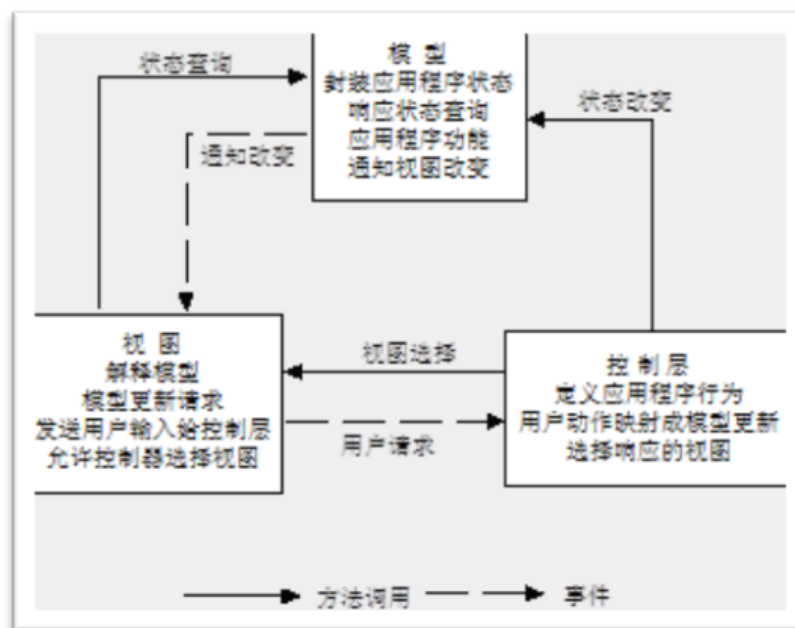 模 型
封装应用程序状态
响应状态查询
应用程序功能
通知视图改变
状态查询
状态改变
通知改变
视 图
解释模型
模型更新请求
发送用户输入给控制层
允许控制器选择视图
视图选择
用户请求
控 制 层
定义应用程序行为
用户动作映射成模型更新
选择响应的视图
方法调用
事件